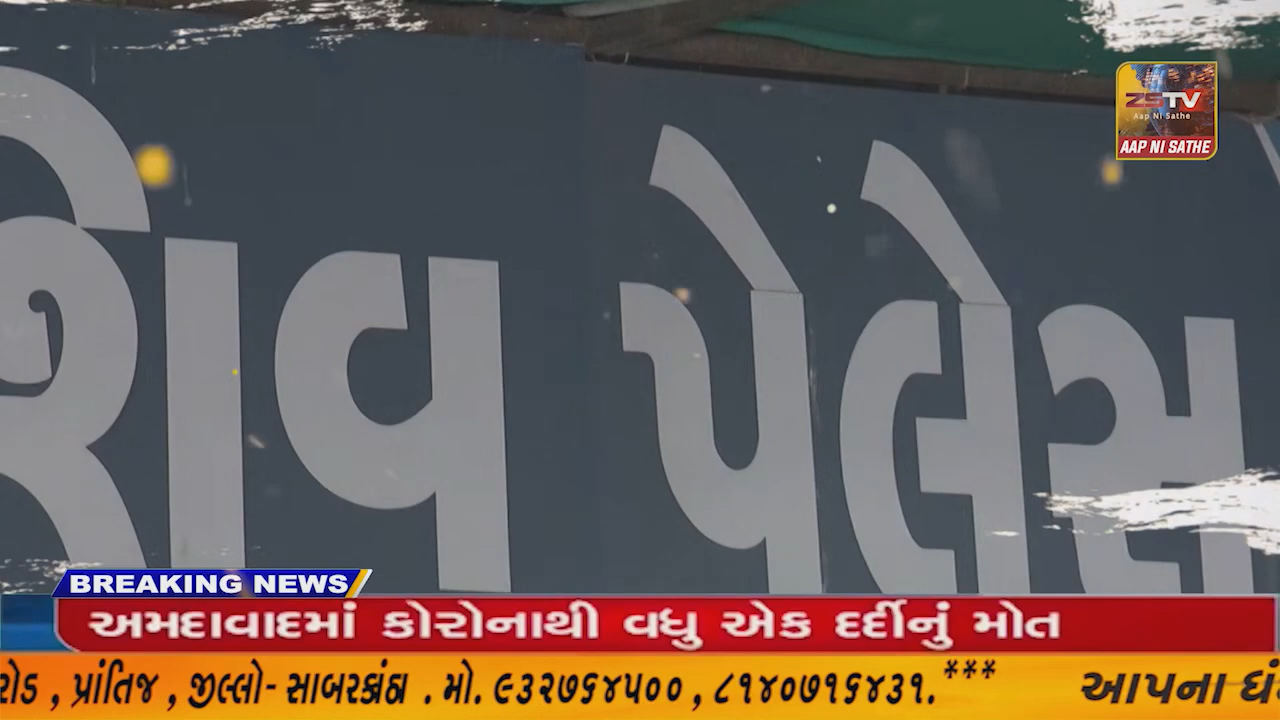 ZSTV
Aap Ni Sathe
AAP NI SATHE
શિવ પેલેસ
BREAKING NEWS
અમદાવાદમાં કોરોનાથી વધુ એક દર્દીનું મોત
રોડ , પ્રાંતિજ , જીલ્લો- સાબરકાંઠા . મો. ૯૩૨૭૬૪૫૦૦ , ૮૧૪૦૭૧૬૪૩૧.*** આપના